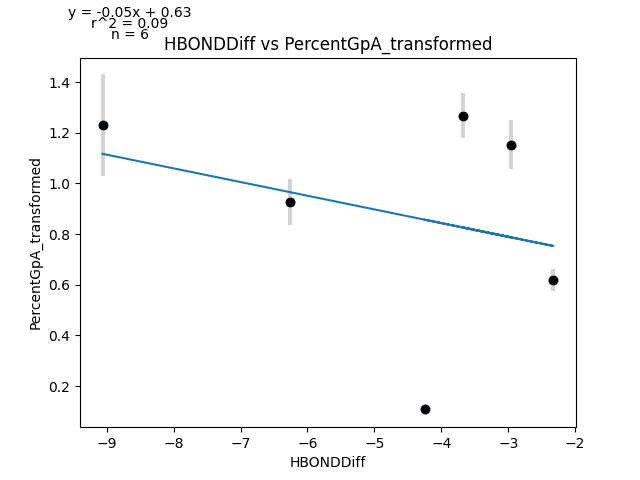 y = -0.05x + 0.63
r^2 = 0.09
n = 6
HBONDDiff vs PercentGpA_transformed
PercentGpA_transformed
1.4
1.2
1.0
0.8
0.6
0.4
0.2
−9 −8 −7 −6 −5 −4 −3 −2
HBONDDiff